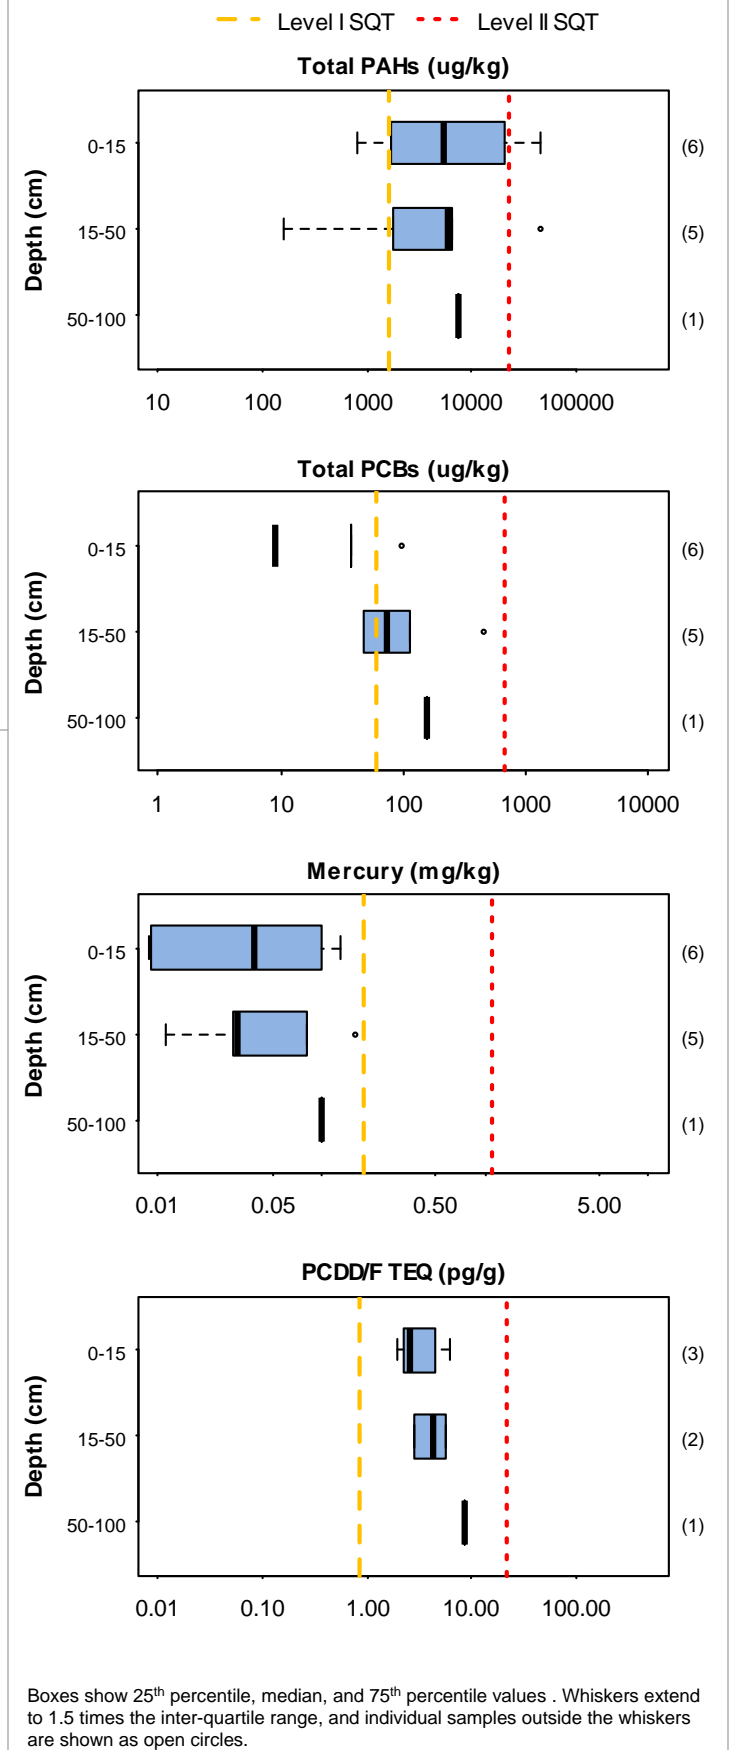 Level I SQT Level II SQT
Total PAHs (ug/kg)
Depth (cm)
0-15 (6)
15-50 (5)
50-100 (1)
10 100 1000 10000 100000
Total PCBs (ug/kg)
Depth (cm)
0-15 (6)
15-50 (5)
50-100 (1)
1 10 100 1000 10000
Mercury (mg/kg)
Depth (cm)
0-15 (6)
15-50 (5)
50-100 (1)
0.01 0.05 0.50 5.00
PCDD/F TEQ (pg/g)
Depth (cm)
0-15 (3)
15-50 (2)
50-100 (1)
0.01 0.10 1.00 10.00 100.00
Boxes show 25th percentile, median, and 75th percentile values . Whiskers extend
to 1.5 times the inter-quartile range, and individual samples outside the whiskers
are shown as open circles.